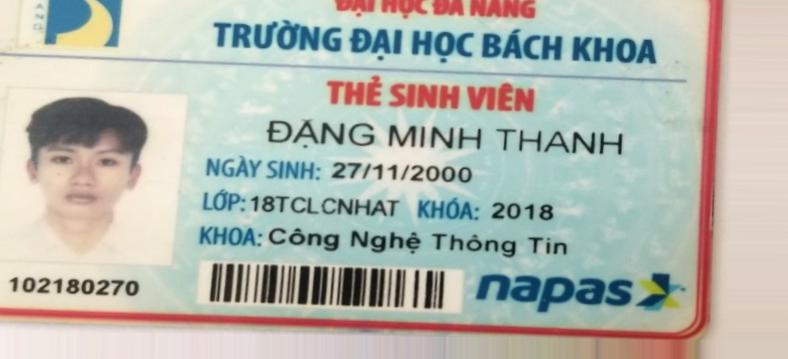 ĐẠI HỌC ĐÀ NẴNG
TRƯỜNG ĐẠI HỌC BÁCH KHOA
THẺ SINH VIÊN
ĐẶNG MINH THANH
NGÀY SINH: 27/11/2000
LỚP: 18TCLCNHAT KHÓA: 2018
KHOA: Công Nghệ Thông Tin
102180270
napas